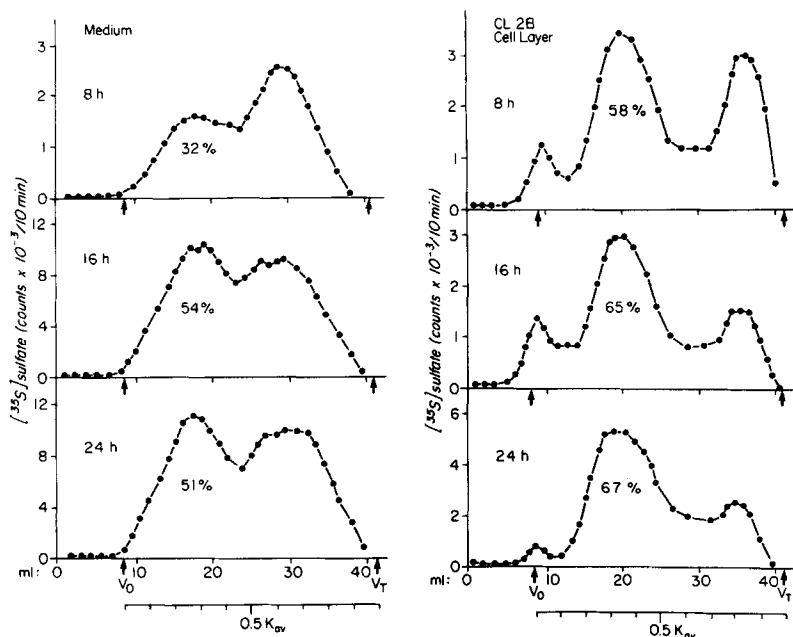 Medium
8 h
32 %
3
2
1
0
[35S] sulfate (counts x 10-3/10 min)
16 h
54 %
12
8
4
0
24 h
51 %
12
8
4
0
ml: 0 10 20 30 40
V0 VT
0.5 Kav
CL 2B
Cell Layer
8 h
58 %
3
2
1
0
[35S] sulfate (counts x 10-3/10 min)
16 h
65 %
3
2
1
0
24 h
67 %
6
4
2
0
ml: 0 10 20 30 40
V0 VT
0.5 Kav